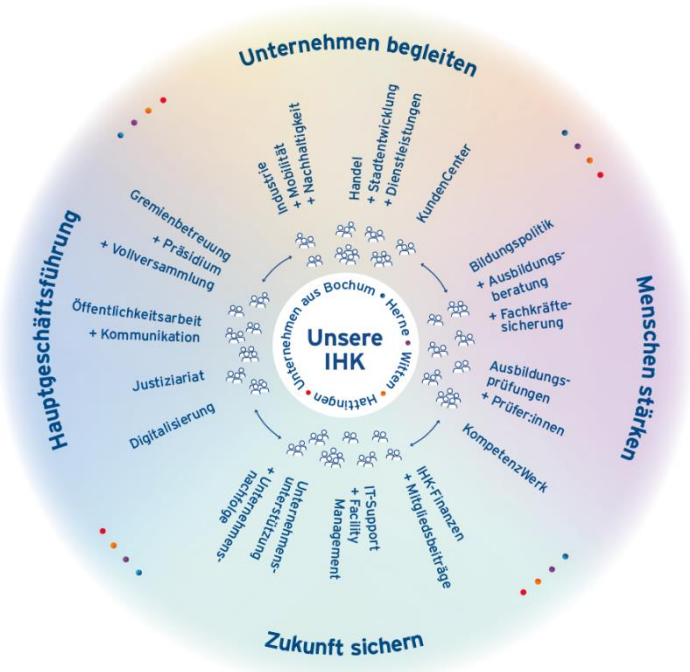 Unternehmen begleiten
Industrie
+ Mobilität
+ Nachhaltigkeit
Handel
+ Stadtentwicklung
+ Dienstleistungen
KundenCenter
Menschen stärken
Bildungspolitik
+ Ausbildungs-
beratung
+ Fachkräfte-
sicherung
Ausbildungs-
prüfungen
+ Prüfer:innen
KompetenzWerk
Zukunft sichern
IHK-Finanzen
+ Mitgliedsbeiträge
IT-Support
+ Facility
Management
Unternehmens-
unterstützung
+ Unternehmens-
nachfolge
Hauptgeschäftsführung
Gremienbetreuung
+ Präsidium
+ Vollversammlung
Öffentlichkeitsarbeit
+ Kommunikation
Justiziariat
Digitalisierung
Unternehmen aus Bochum • Herne • Witten • Hattingen •
Unsere
IHK